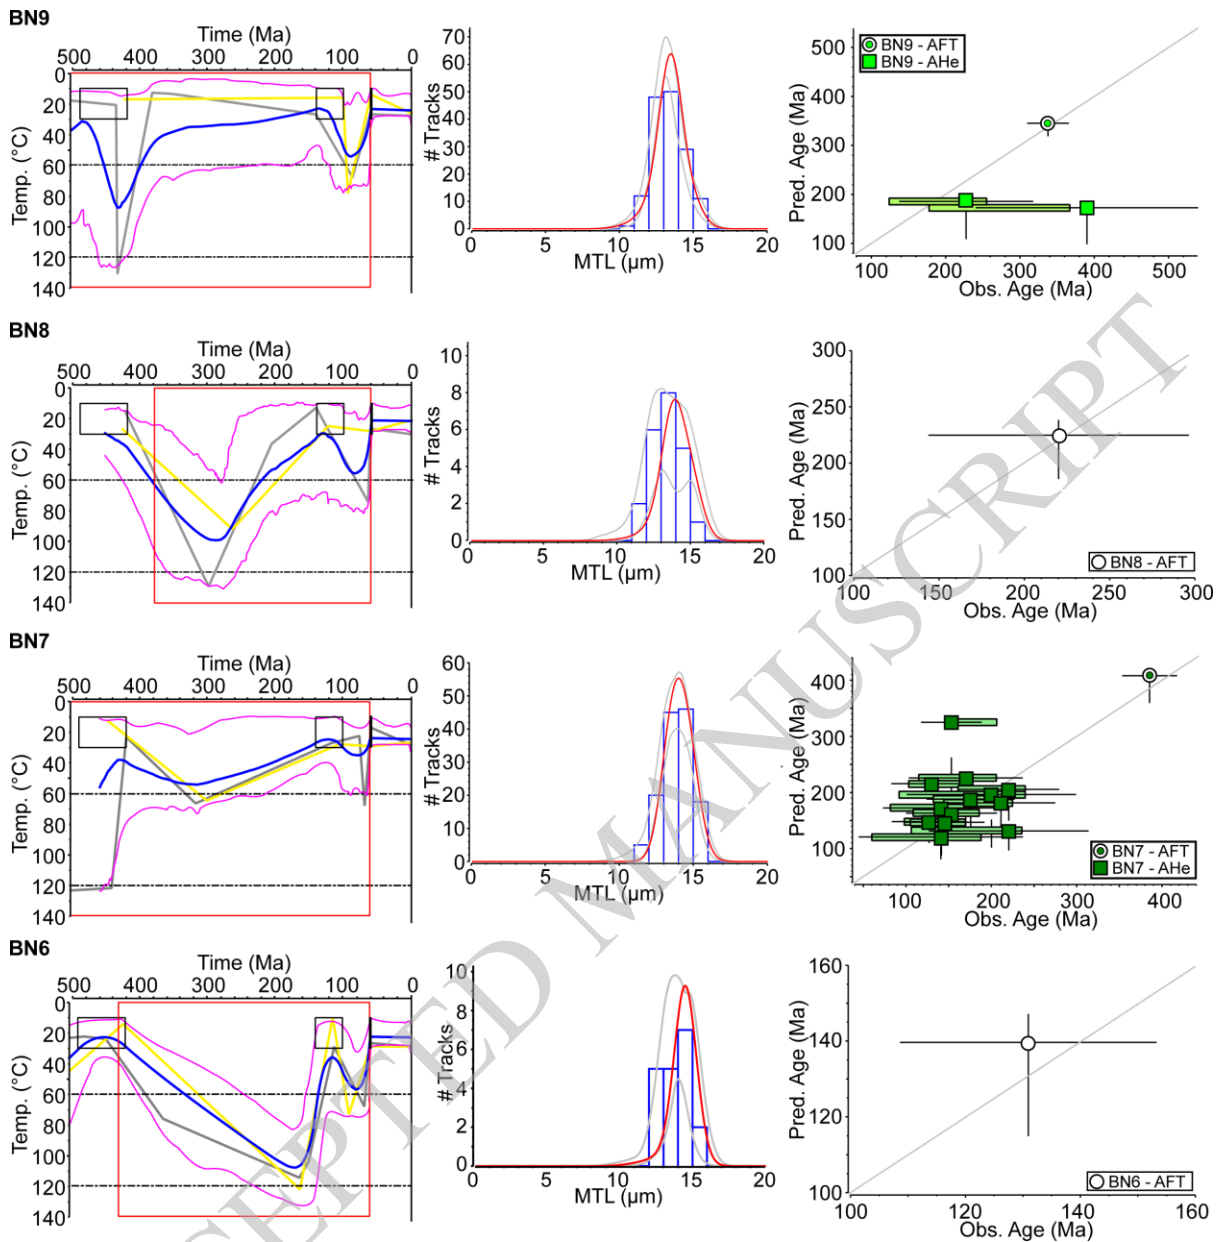 BN9
Time (Ma)
500 400 300 200 100 0
0
20
40
60
80
100
120
140
Temp. (°C)
70
60
50
40
30
20
10
0
# Tracks
0 5 10 15 20
MTL (µm)
BN9 - AFT
BN9 - AHe
500
400
300
200
100
Pred. Age (Ma)
100 200 300 400 500
Obs. Age (Ma)
BN8
Time (Ma)
500 400 300 200 100 0
0
20
40
60
80
100
120
140
Temp. (°C)
10
8
6
4
2
0
# Tracks
0 5 10 15 20
MTL (µm)
300
250
200
150
100
Pred. Age (Ma)
BN8 - AFT
100 150 200 250 300
Obs. Age (Ma)
BN7
Time (Ma)
500 400 300 200 100 0
0
20
40
60
80
100
120
140
Temp. (°C)
60
50
40
30
20
10
0
# Tracks
0 5 10 15 20
MTL (µm)
400
300
200
100
Pred. Age (Ma)
BN7 - AFT
BN7 - AHe
100 200 300 400
Obs. Age (Ma)
BN6
Time (Ma)
500 400 300 200 100 0
0
20
40
60
80
100
120
140
Temp. (°C)
10
8
6
4
2
0
# Tracks
0 5 10 15 20
MTL (µm)
160
140
120
100
Pred. Age (Ma)
BN6 - AFT
100 120 140 160
Obs. Age (Ma)
CEPTED MANUSCRIPT